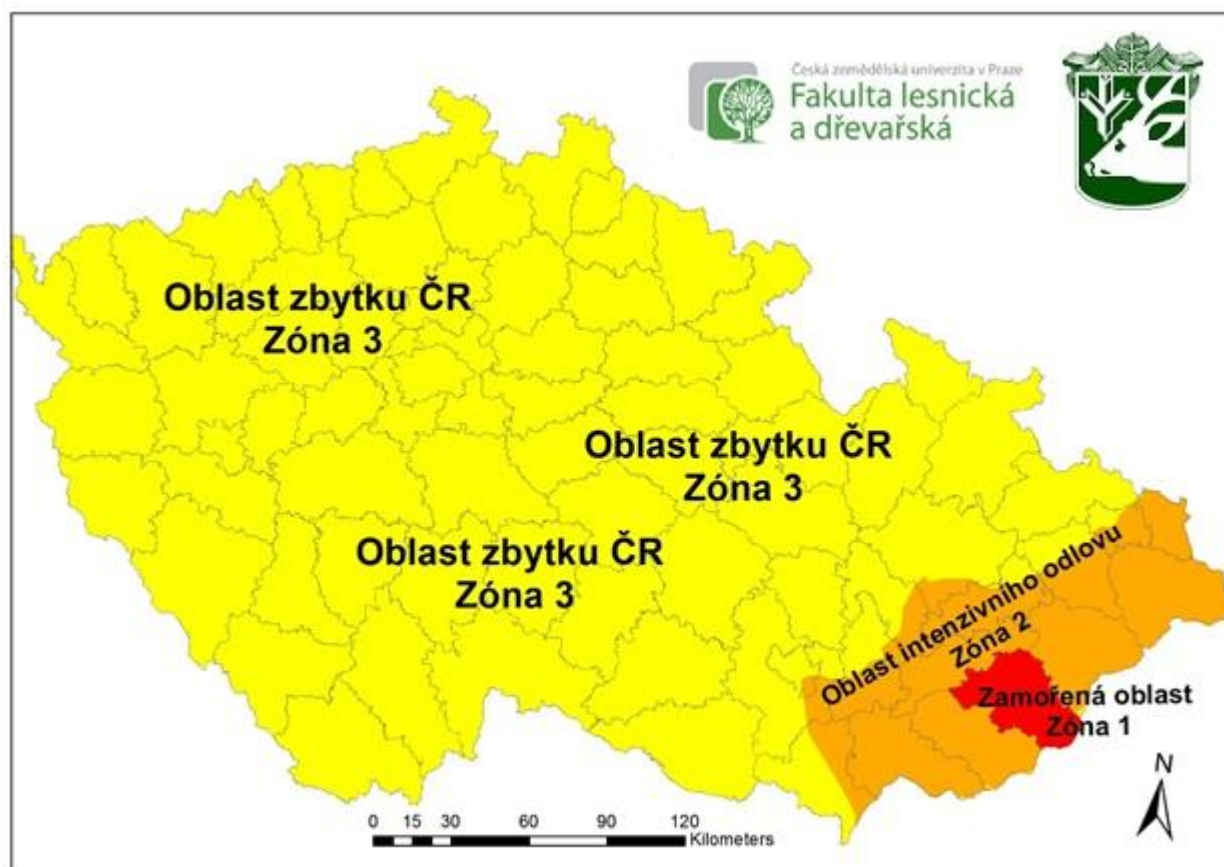 Česká zemědělská univerzita v Praze
Fakulta lesnická
a dřevařská
Oblast zbytku ČR
Zóna 3
Oblast zbytku ČR
Zóna 3
Oblast zbytku ČR
Zóna 3
Oblast intenzivního odlovu
Zóna 2
Zamořená oblast
Zóna 1
N
0 15 30 60 90 120
Kilometers